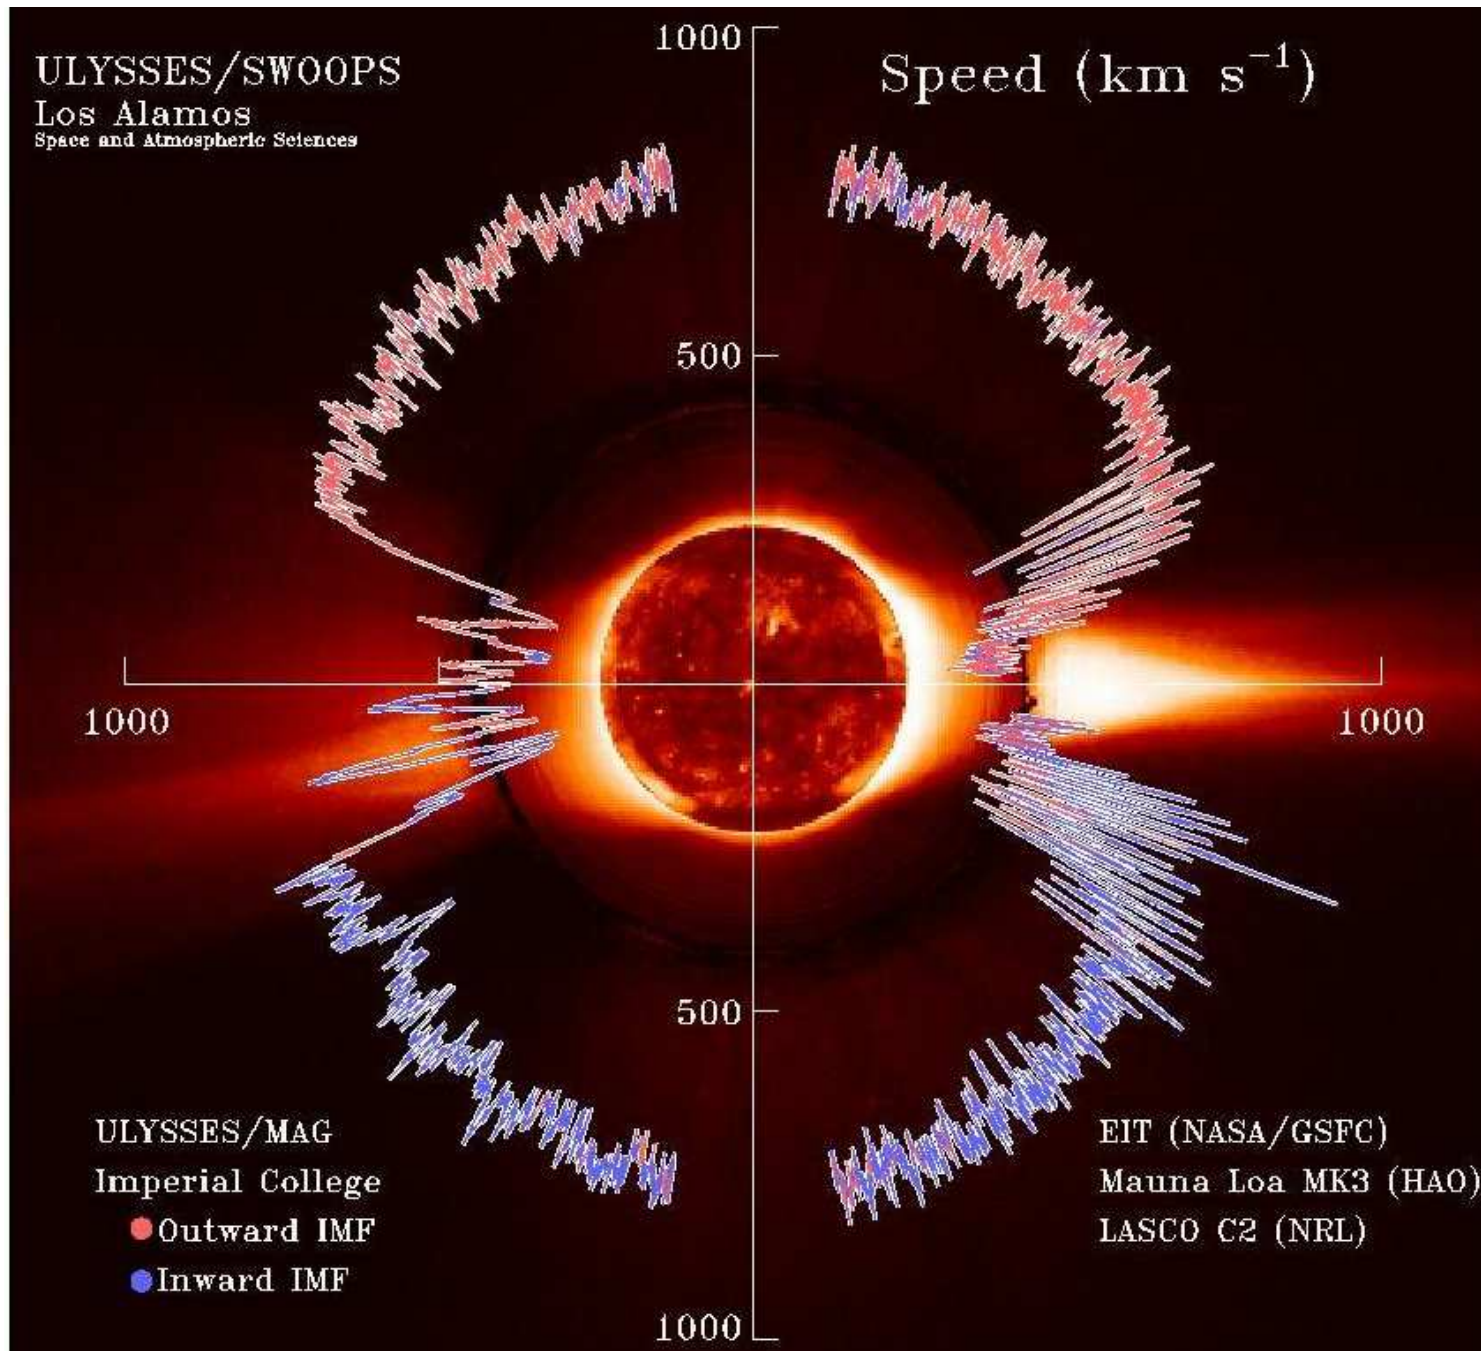 ULYSSES/SWOOPS
Los Alamos
Space and Atmospheric Sciences
Speed (km s⁻¹)
1000
500
1000
1000
500
1000
ULYSSES/MAG
Imperial College
Outward IMF
Inward IMF
EIT (NASA/GSFC)
Mauna Loa MK3 (HAO)
LASCO C2 (NRL)